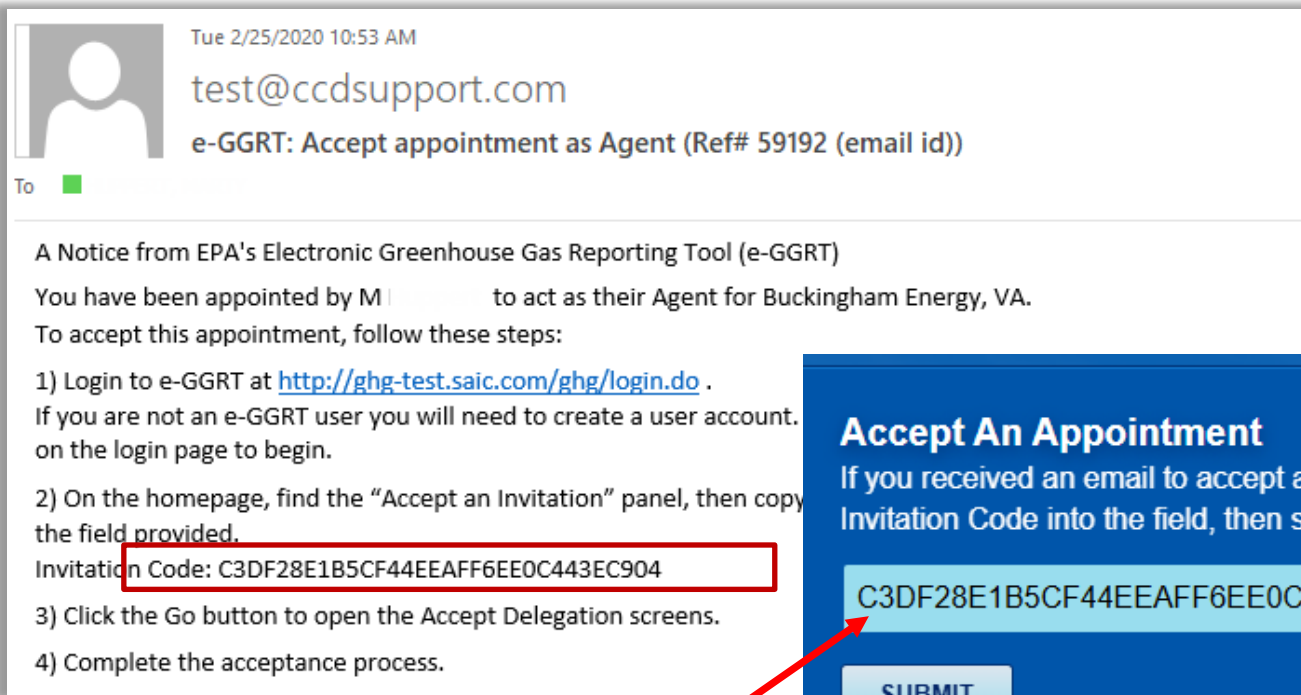 Tue 2/25/2020 10:53 AM
test@ccdsupport.com
e-GGRT: Accept appointment as Agent (Ref# 59192 (email id))
To
A Notice from EPA's Electronic Greenhouse Gas Reporting Tool (e-GGRT)
You have been appointed by M to act as their Agent for Buckingham Energy, VA.
To accept this appointment, follow these steps:
1) Login to e-GGRT at http://ghg-test.saic.com/ghg/login.do .
If you are not an e-GGRT user you will need to create a user account.
on the login page to begin.
2) On the homepage, find the “Accept an Invitation” panel, then copy
the field provided.
Invitation Code: C3DF28E1B5CF44EEAFF6EE0C443EC904
3) Click the Go button to open the Accept Delegation screens.
4) Complete the acceptance process.
Accept An Appointment
If you received an email to accept a
Invitation Code into the field, then s
C3DF28E1B5CF44EEAFF6EE0C
SUBMIT